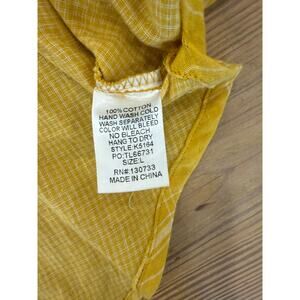 100% COTTON
HAND WASH COLD
WASH SEPARATELY
COLOR WILL BLEED
NO BLEACH
HANG TO DRY
STYLE:K5164
PO:TL66731
SIZE:L
RN#:130733
MADE IN CHINA